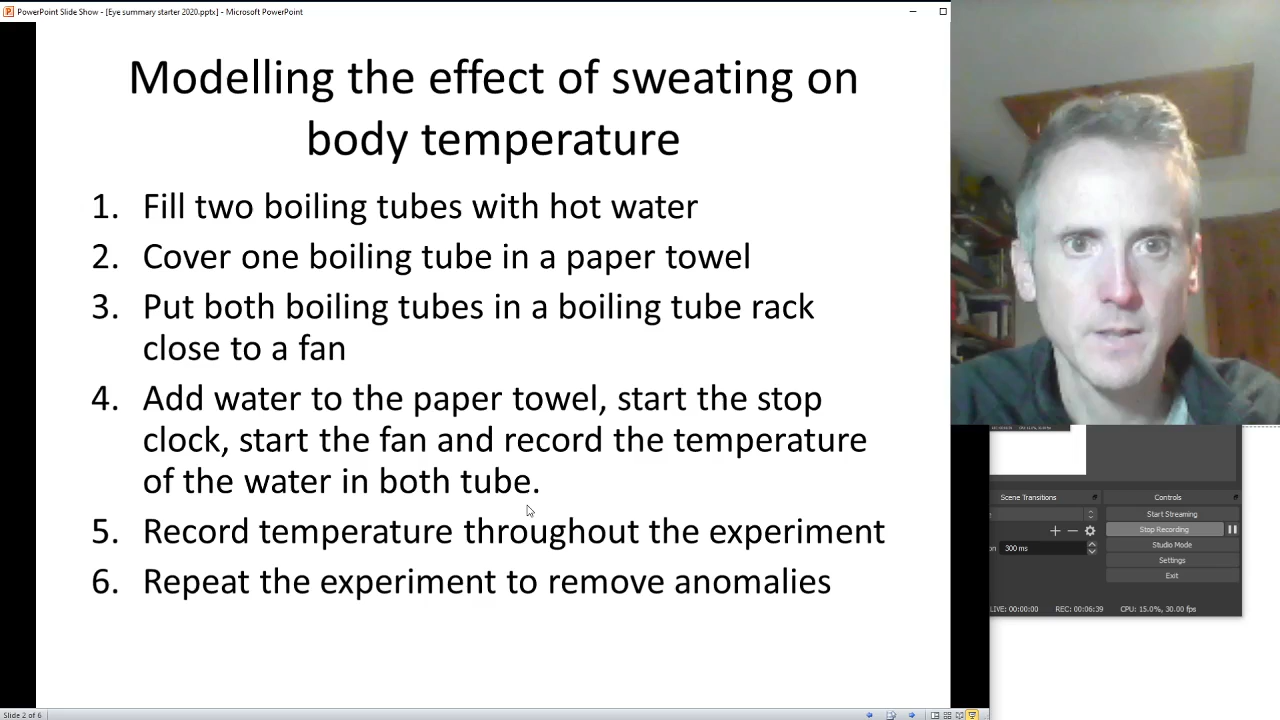 PowerPoint Slide Show - [Eye summary starter 2020.pptx] - Microsoft PowerPoint
Modelling the effect of sweating on
body temperature
1. Fill two boiling tubes with hot water
2. Cover one boiling tube in a paper towel
3. Put both boiling tubes in a boiling tube rack
close to a fan
4. Add water to the paper towel, start the stop
clock, start the fan and record the temperature
of the water in both tube.
5. Record temperature throughout the experiment
6. Repeat the experiment to remove anomalies
Scene Transitions
Controls
Start Streaming
Stop Recording
300 ms
Studio Mode
Settings
Exit
LIVE: 00:00:00 REC: 00:06:39 CPU: 15.0%, 30.00 fps
Slide 2 of 6